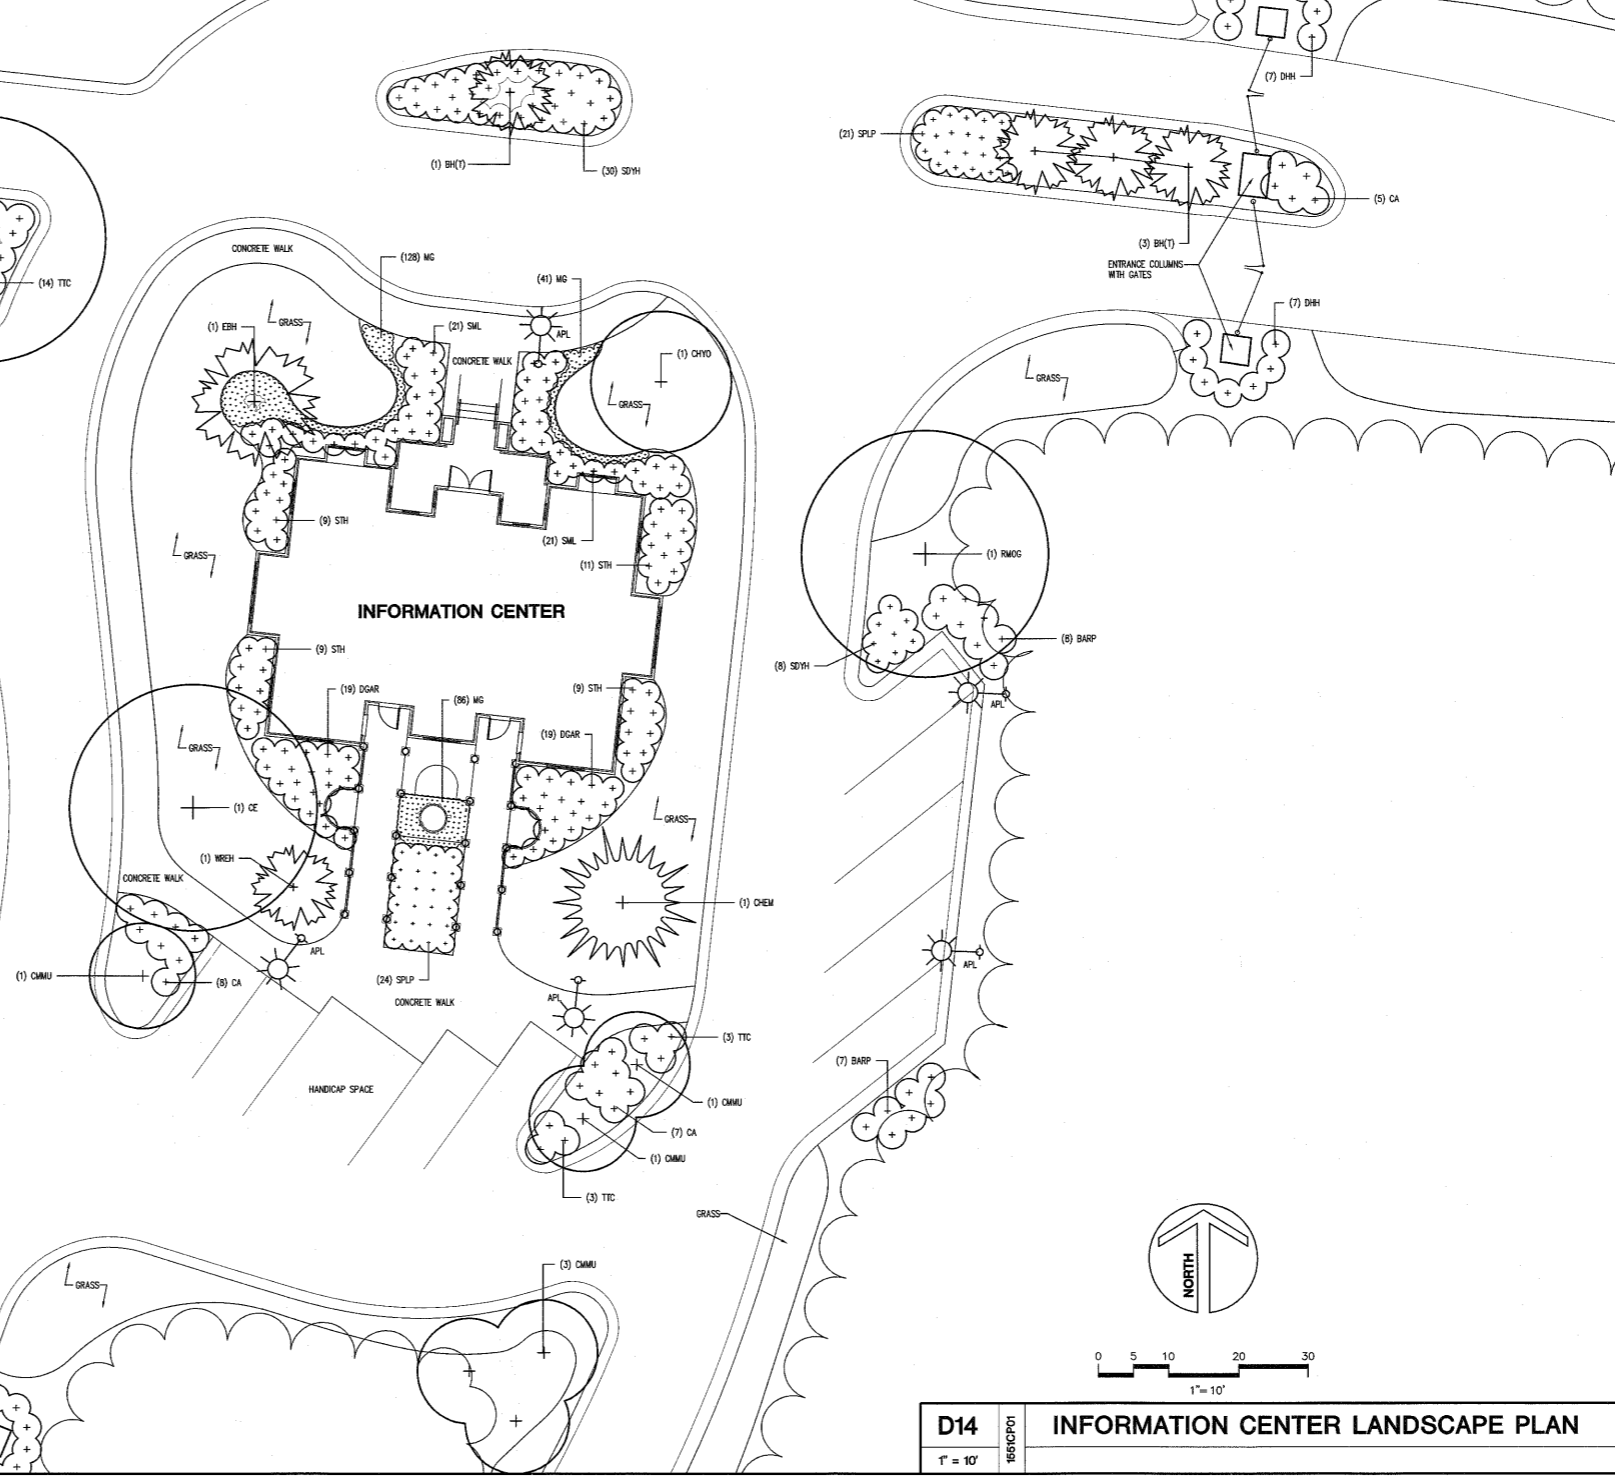 (7) DHH
(1) BH(T)
(30) SDYH
(21) SPLP
(5) CA
(3) BH(T)
ENTRANCE COLUMNS
WITH GATES
(7) DHH
(14) TTC
CONCRETE WALK
(128) MG
(41) MG
(1) EBH
GRASS
(21) SML
APL
CONCRETE WALK
(1) CHYO
GRASS
GRASS
(9) STH
(21) SML
(11) STH
GRASS
(1) RMOG
INFORMATION CENTER
(9) STH
(6) BARP
(8) SDYH
(9) STH
(19) DGAR
(86) MG
APL
(19) DGAR
GRASS
(1) CE
GRASS
(1) WREH
CONCRETE WALK
(1) CHEM
APL
APL
(1) CMMU
(8) CA
(24) SPLP
CONCRETE WALK
APL
(3) TTC
(7) BARP
HANDICAP SPACE
(1) CMMU
(7) CA
(1) CMMU
(3) TTC
GRASS
(3) CMMU
GRASS
NORTH
0 5 10 20 30
1"= 10'
D14
1551CP01
INFORMATION CENTER LANDSCAPE PLAN
1" = 10'